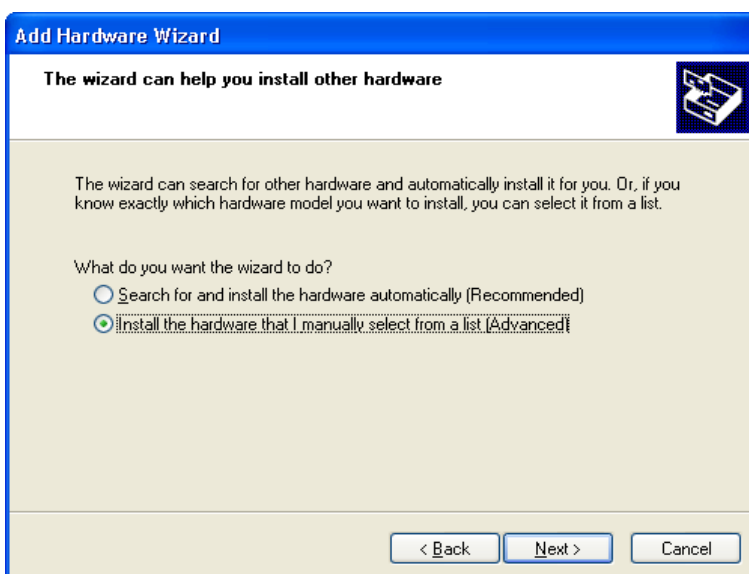 Add Hardware Wizard
The wizard can help you install other hardware
The wizard can search for other hardware and automatically install it for you. Or, if you
know exactly which hardware model you want to install, you can select it from a list.
What do you want the wizard to do?
Search for and install the hardware automatically (Recommended)
Install the hardware that I manually select from a list (Advanced)
< Back Next > Cancel